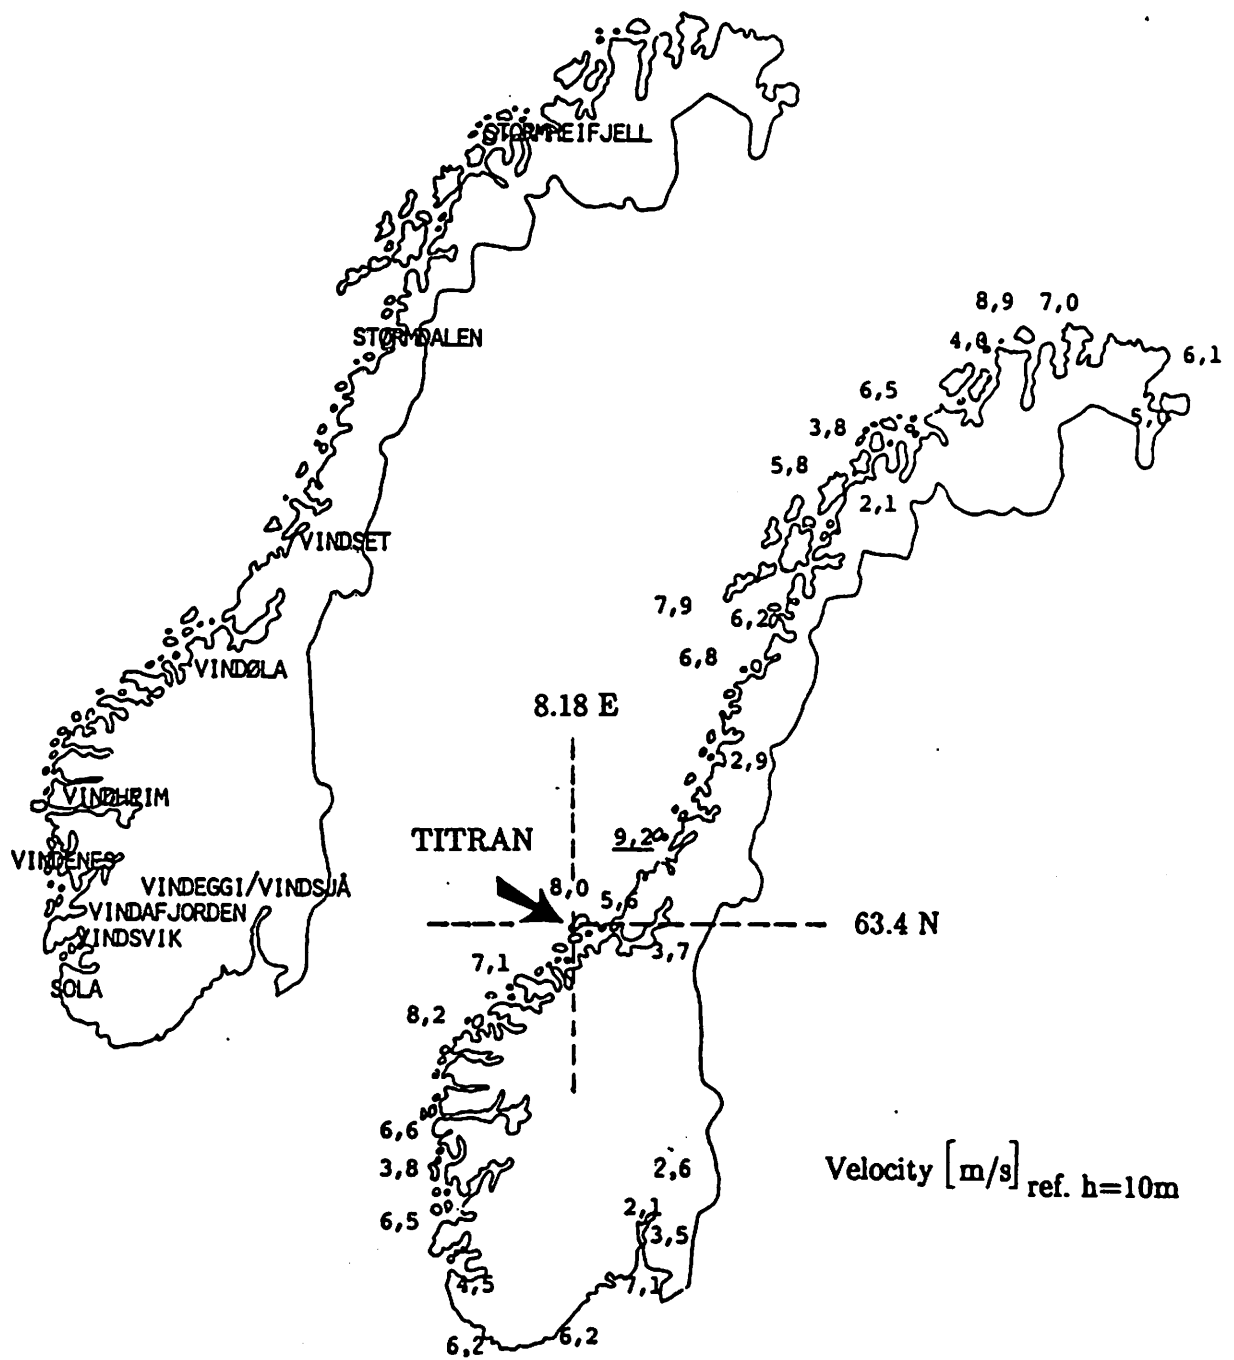 STORMHEIFJELL
STORMDALEN
VINDSET
VINDØLA
VINDHEIM
VINDENES
VINDEGGI/VINDSJÅ
VINDAFJORDEN
VINDSVIK
SOLA
8,9 7,0
4,0
6,1
6,5
3,8
5,0
5,8
2,1
7,9
6,2
6,8
8.18 E
2,9
TITRAN
9,2
8,0
5,6
63.4 N
3,7
7,1
8,2
6,6
3,8
2,6
Velocity [m/s] ref. h=10m
2,1
6,5
3,5
4,5
7,1
6,2
6,2